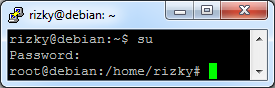 rizky@debian: ~
rizky@debian:~$ su
Password:
root@debian:/home/rizky#